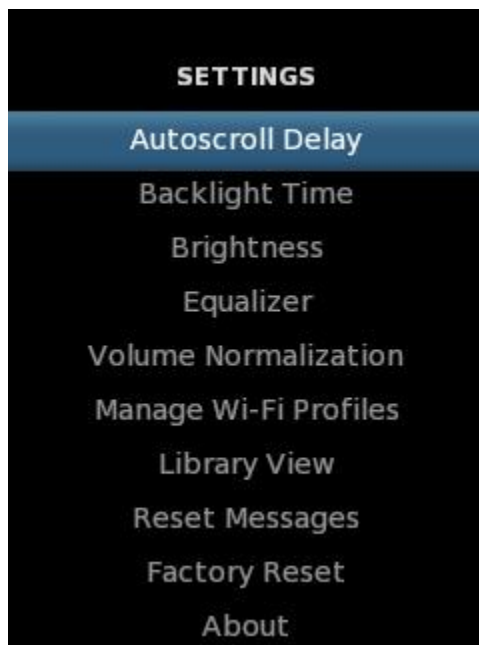 SETTINGS
Autoscroll Delay
Backlight Time
Brightness
Equalizer
Volume Normalization
Manage Wi-Fi Profiles
Library View
Reset Messages
Factory Reset
About